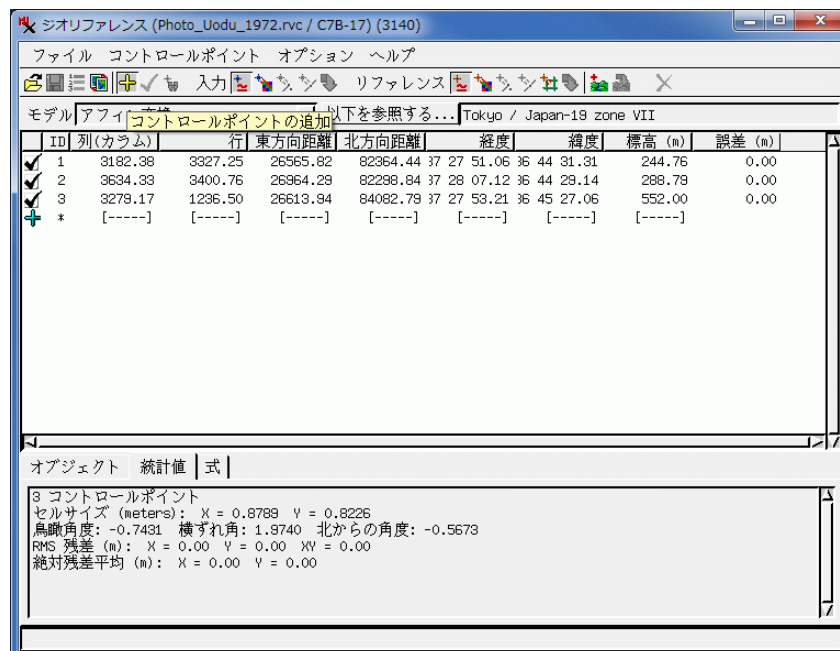 ジオリファレンス (Photo_Uodu_1972.rvc / C7B-17) (3140)
ファイル コントロールポイント オプション ヘルプ
入力 リファレンス
モデル アフィン変換 以下を参照する... Tokyo / Japan-19 zone VII
コントロールポイントの追加
ID 列(カラム) 行 東方向距離 北方向距離 経度 緯度 標高 (m) 誤差 (m)
1 3182.38 3327.25 26565.82 82364.44 37 27 51.06 36 44 31.31 244.76 0.00
2 3634.33 3400.76 26964.29 82298.84 37 28 07.12 36 44 29.14 288.79 0.00
3 3279.17 1236.50 26613.94 84082.79 37 27 53.21 36 45 27.06 552.00 0.00
* [-----] [-----] [-----] [-----] [-----] [-----] [-----]
オブジェクト 統計値 式
3 コントロールポイント
セルサイズ (meters): X = 0.8789 Y = 0.8226
鳥瞰角度: -0.7431 横ずれ角: 1.9740 北からの角度: -0.5673
RMS 残差 (m): X = 0.00 Y = 0.00 XY = 0.00
絶対残差平均 (m): X = 0.00 Y = 0.00